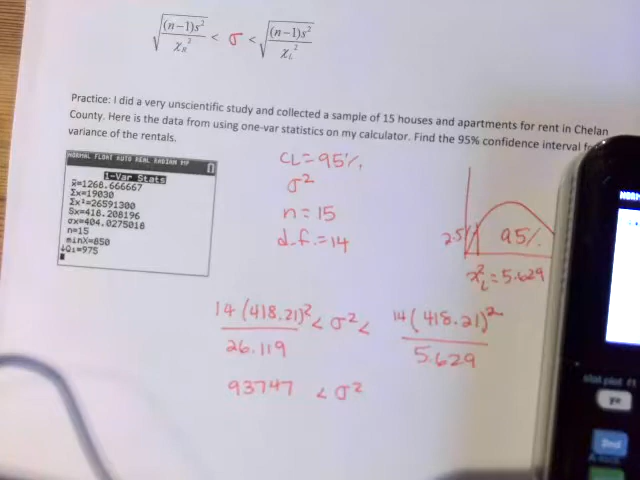 √(n−1)s²/χR² < σ < √(n−1)s²/χL²
Practice: I did a very unscientific study and collected a sample of 15 houses and apartments for rent in Chelan
County. Here is the data from using one-var statistics on my calculator. Find the 95% confidence interval for
variance of the rentals.
NORMAL FLOAT AUTO REAL RADIAN MP
1-Var Stats
x̄=1268.666667
Σx=19030
Σx²=26591300
Sx=418.208196
σx=404.0275018
n=15
minX=850
↓Q₁=975
CL=95%
σ²
n=15
d.f.=14
2.5% 95%
χ²L=5.629
14(418.21)²/26.119 < σ² < 14(418.21)²/5.629
93747 < σ²
stat plot f1
y=
2nd